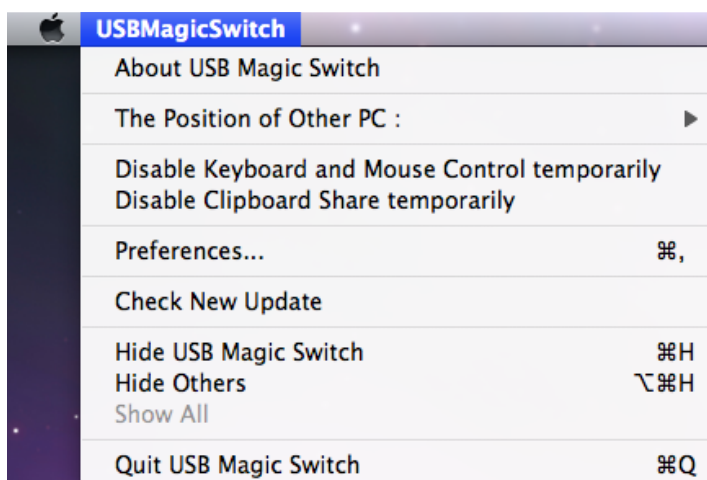 USBMagicSwitch
About USB Magic Switch
The Position of Other PC : ▶
Disable Keyboard and Mouse Control temporarily
Disable Clipboard Share temporarily
Preferences... ⌘,
Check New Update
Hide USB Magic Switch ⌘H
Hide Others ⌥⌘H
Show All
Quit USB Magic Switch ⌘Q